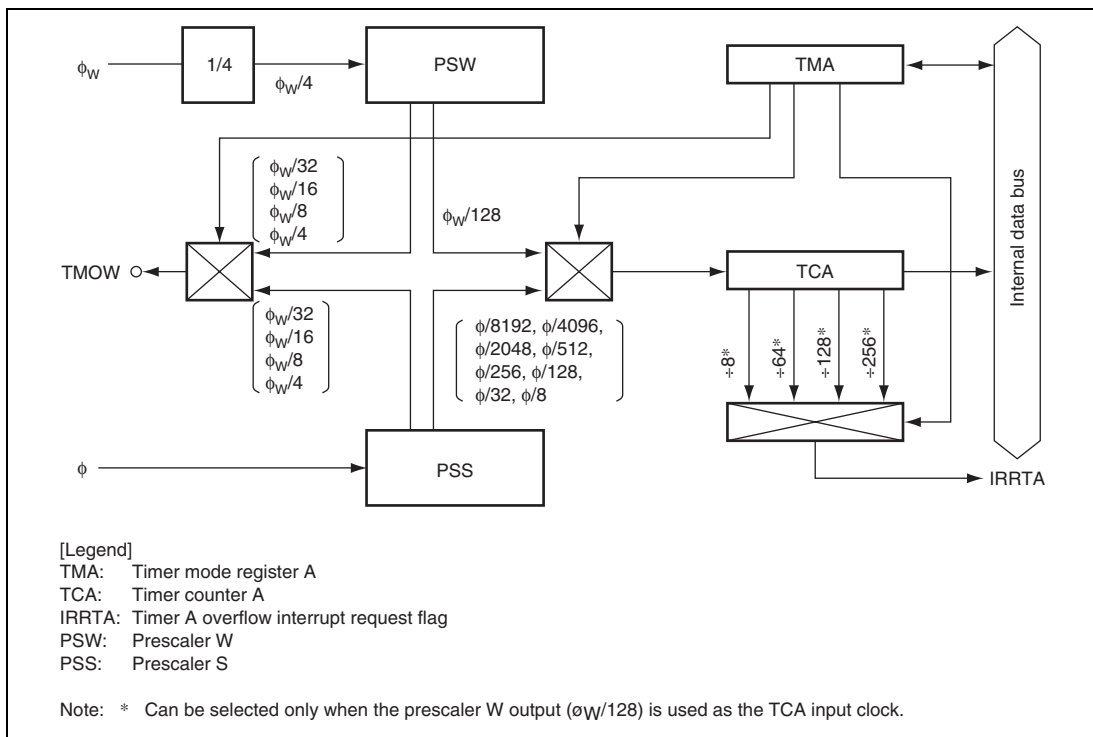 ϕW
1/4
ϕW/4
PSW
TMA
ϕW/32
ϕW/16
ϕW/8
ϕW/4
ϕW/128
TMOW
TCA
Internal data bus
ϕW/32
ϕW/16
ϕW/8
ϕW/4
ϕ/8192, ϕ/4096,
ϕ/2048, ϕ/512,
ϕ/256, ϕ/128,
ϕ/32, ϕ/8
÷8*
÷64*
÷128*
÷256*
ϕ
PSS
IRRTA
[Legend]
TMA: Timer mode register A
TCA: Timer counter A
IRRTA: Timer A overflow interrupt request flag
PSW: Prescaler W
PSS: Prescaler S
Note: * Can be selected only when the prescaler W output (øW/128) is used as the TCA input clock.